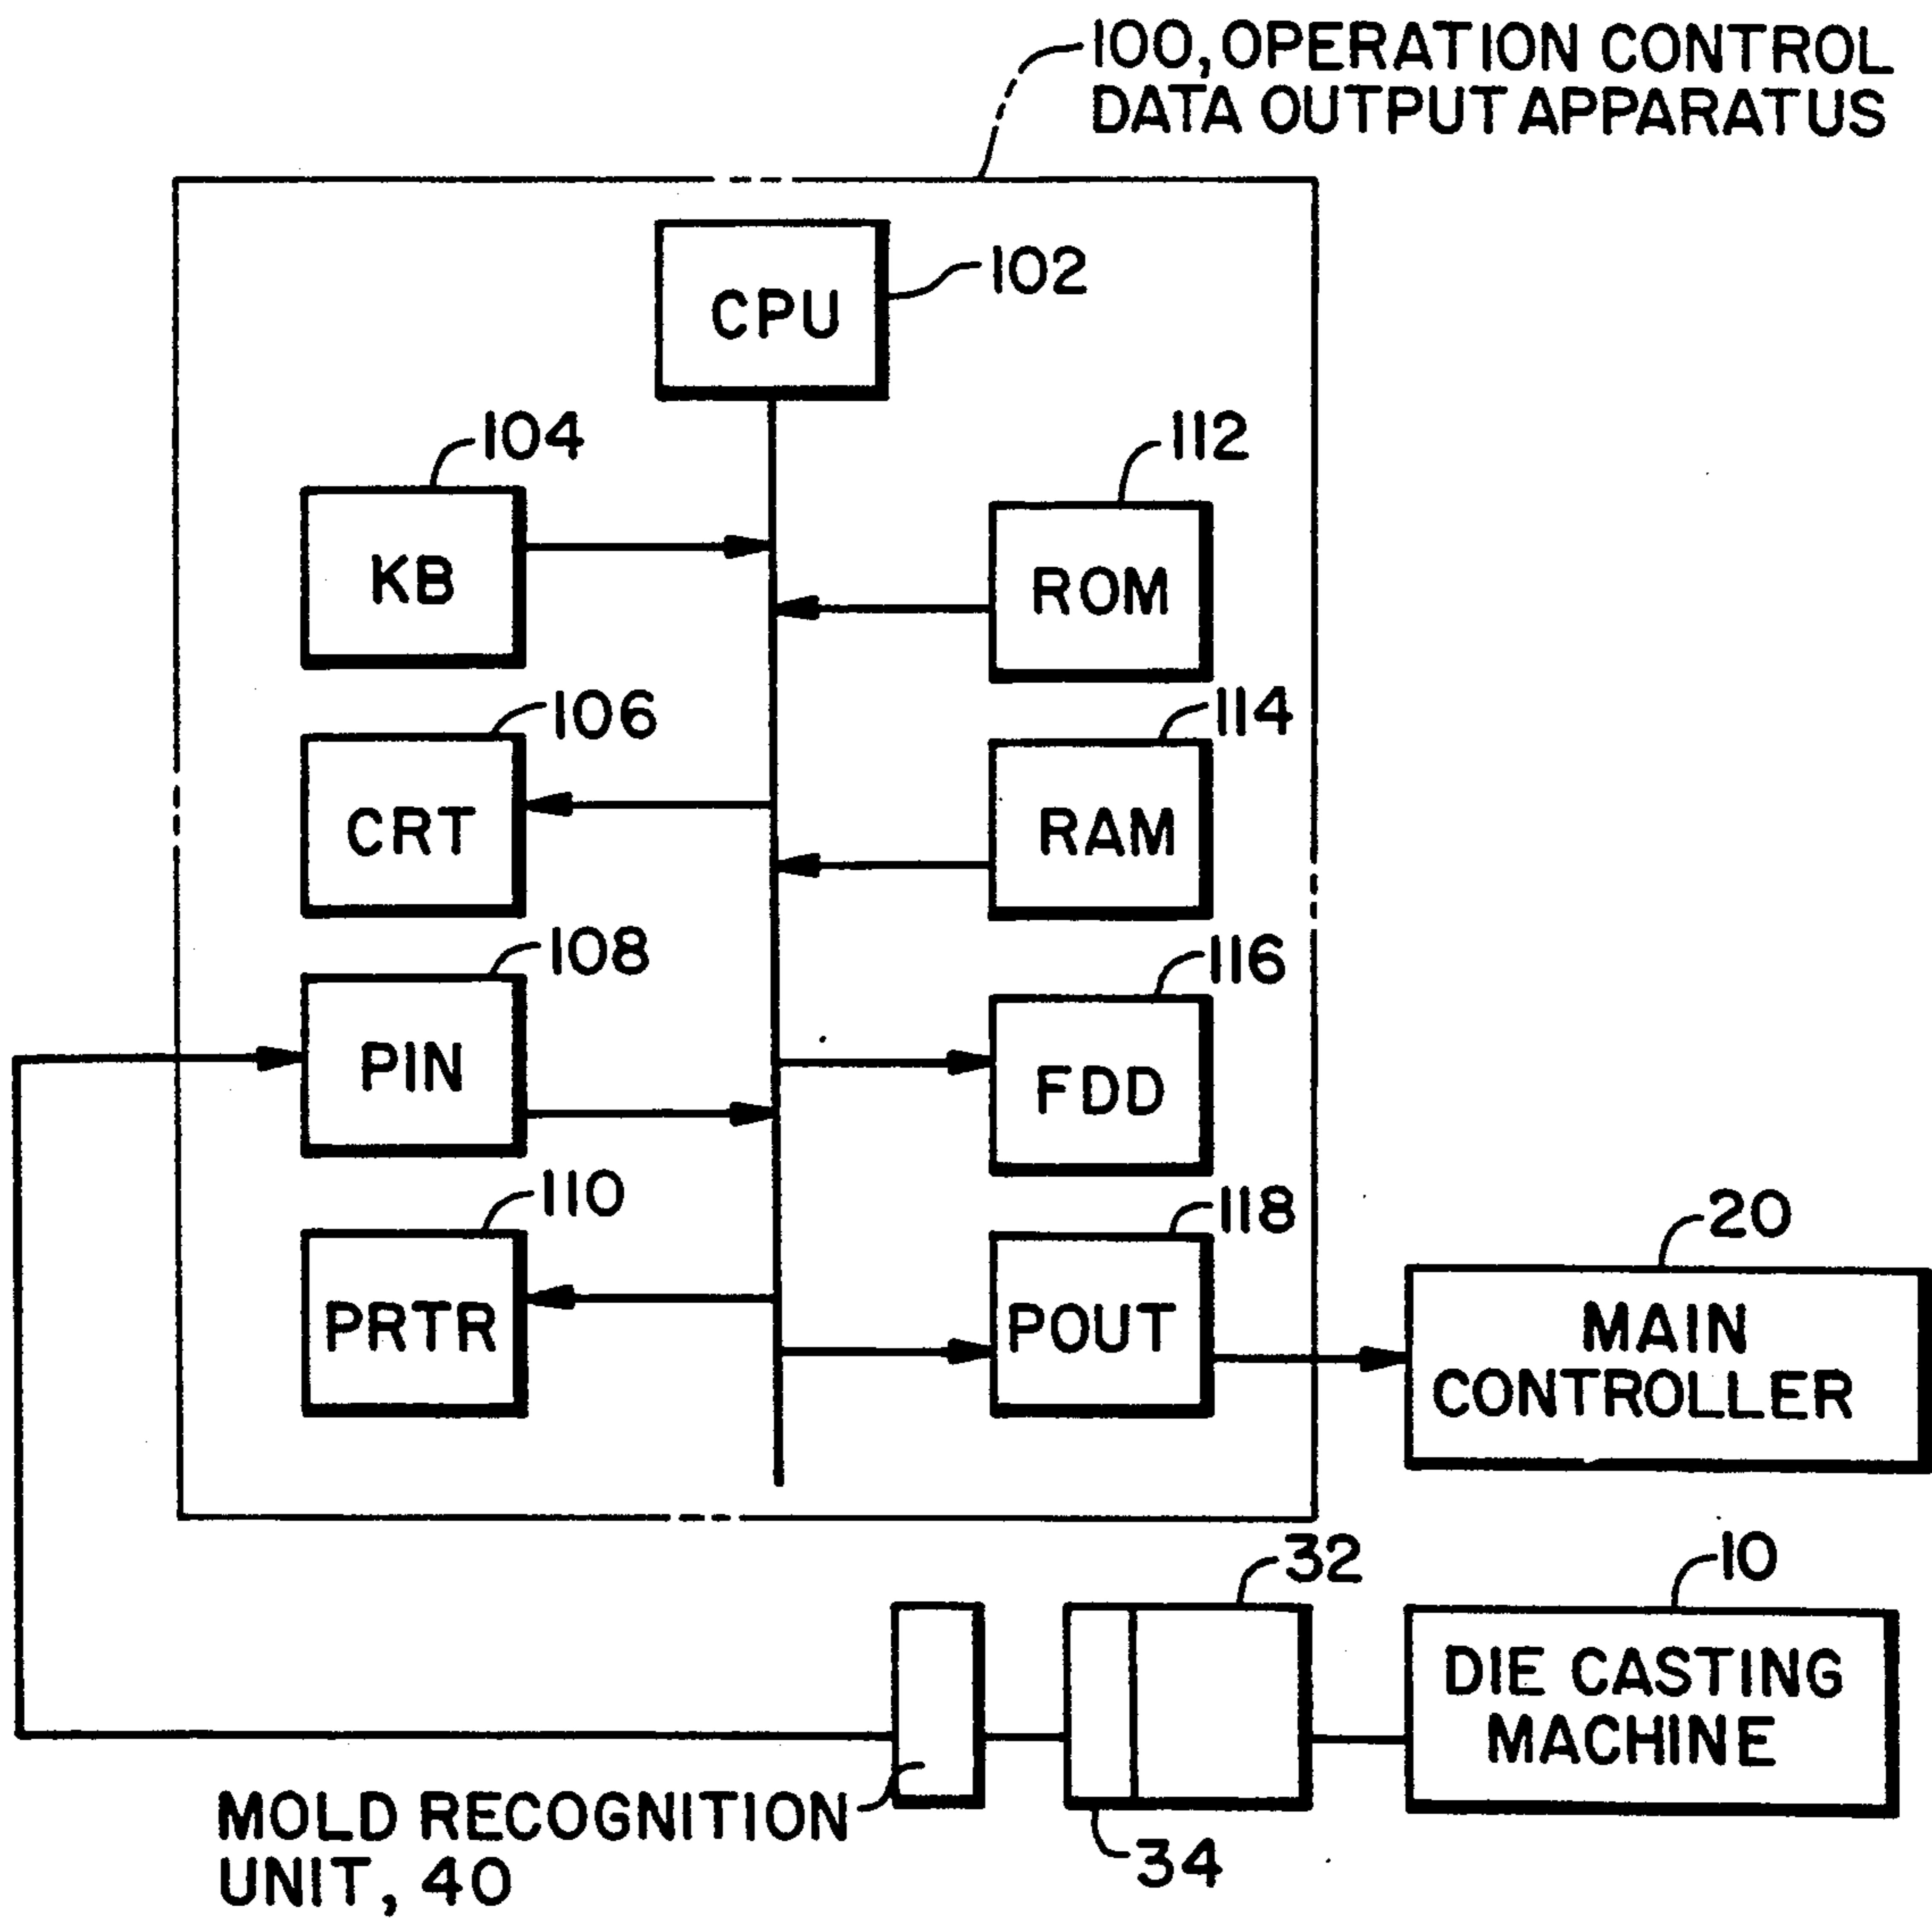 100, OPERATION CONTROL
DATA OUTPUT APPARATUS
CPU
102
104
KB
112
ROM
106
CRT
114
RAM
108
PIN
116
FDD
110
PRTR
118
POUT
20
MAIN
CONTROLLER
32
10
DIE CASTING
MACHINE
MOLD RECOGNITION
UNIT, 40
34